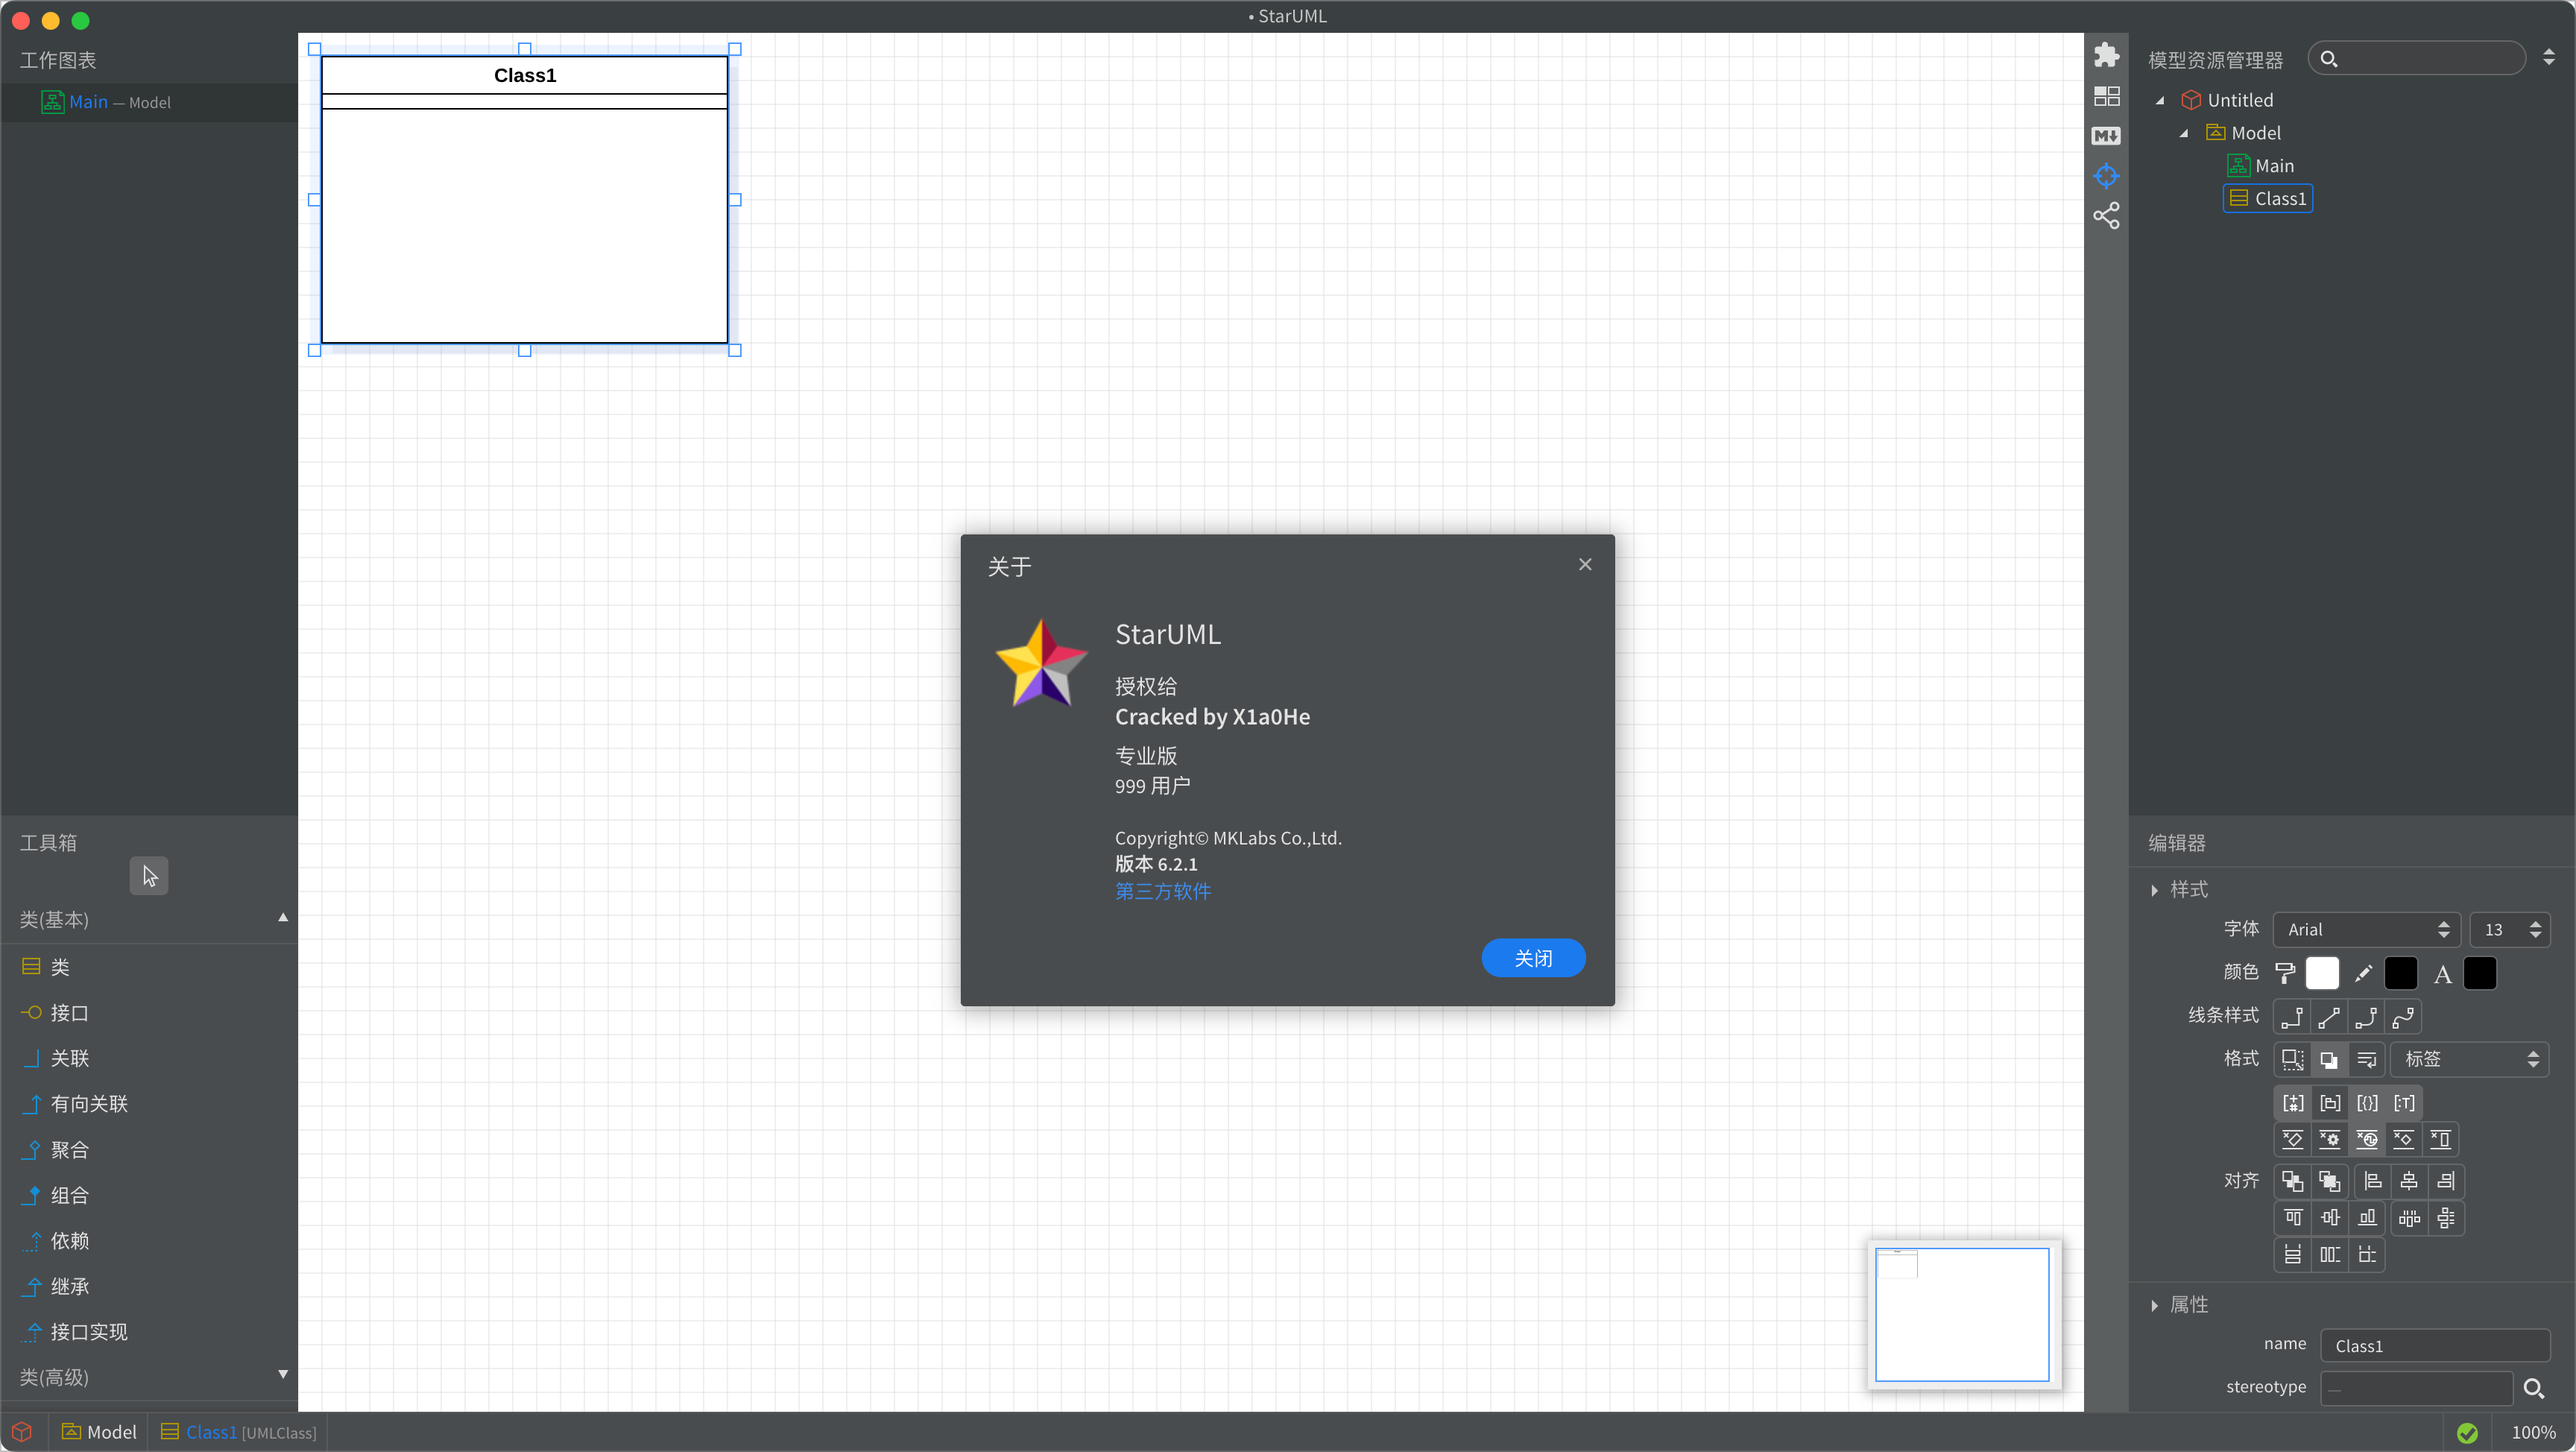 • StarUML
工作图表
Main — Model
Class1
模型资源管理器
Untitled
Model
Main
Class1
关于
StarUML
授权给
Cracked by X1a0He
专业版
999 用户
Copyright© MKLabs Co.,Ltd.
版本 6.2.1
第三方软件
关闭
工具箱
类(基本)
类
接口
关联
有向关联
聚合
组合
依赖
继承
接口实现
类(高级)
编辑器
样式
字体 Arial 13
颜色 A
线条样式
格式 标签
对齐
属性
name Class1
stereotype —
Model Class1 [UMLClass]
100%